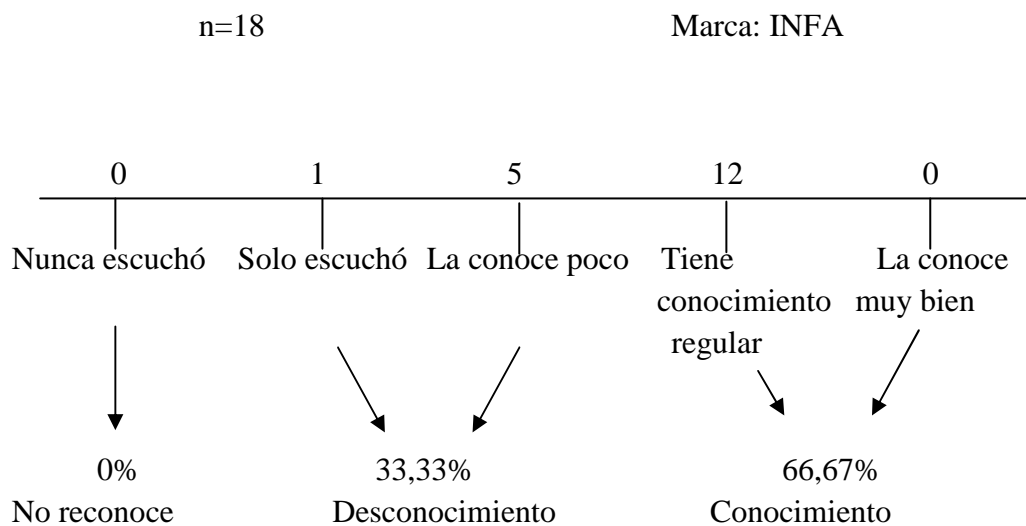 n=18 Marca: INFA
0 1 5 12 0
Nunca escuchó Solo escuchó La conoce poco Tiene La conoce
conocimiento muy bien
regular
0% 33,33% 66,67%
No reconoce Desconocimiento Conocimiento